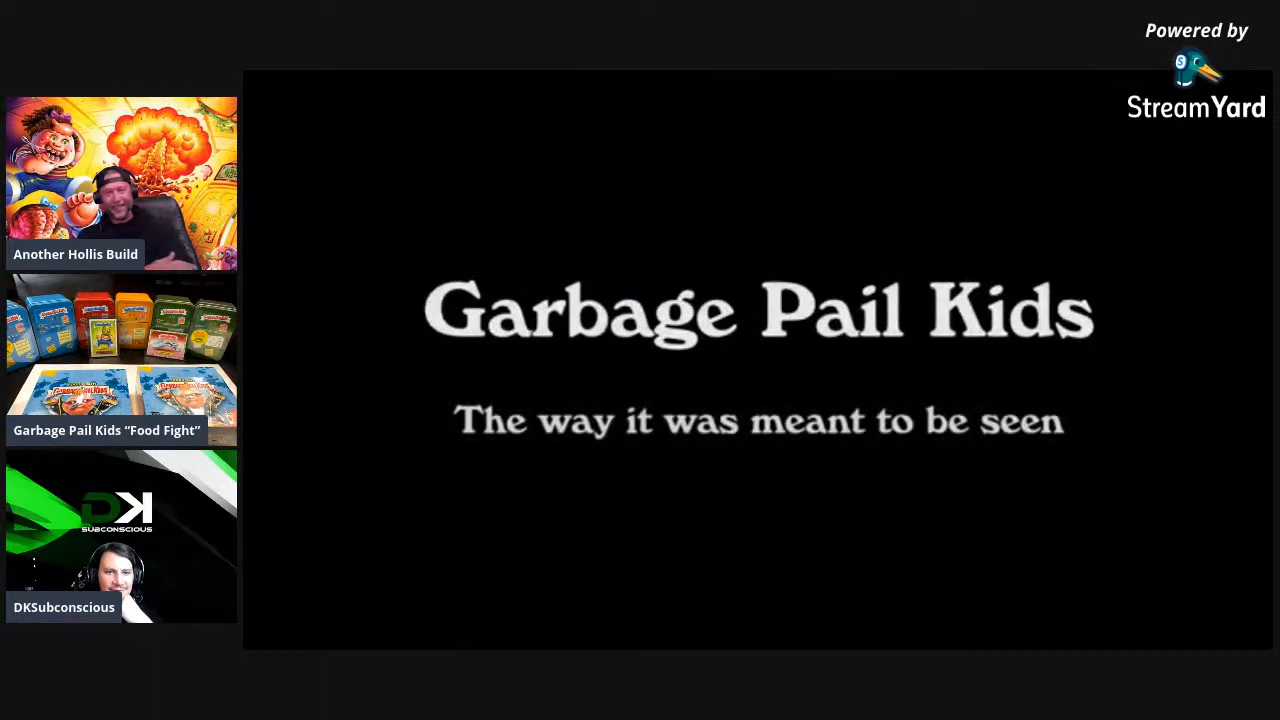 Powered by
StreamYard
Another Hollis Build
Garbage Pail Kids “Food Fight”
DK
SUBCONSCIOUS
DKSubconscious
Garbage Pail Kids
The way it was meant to be seen